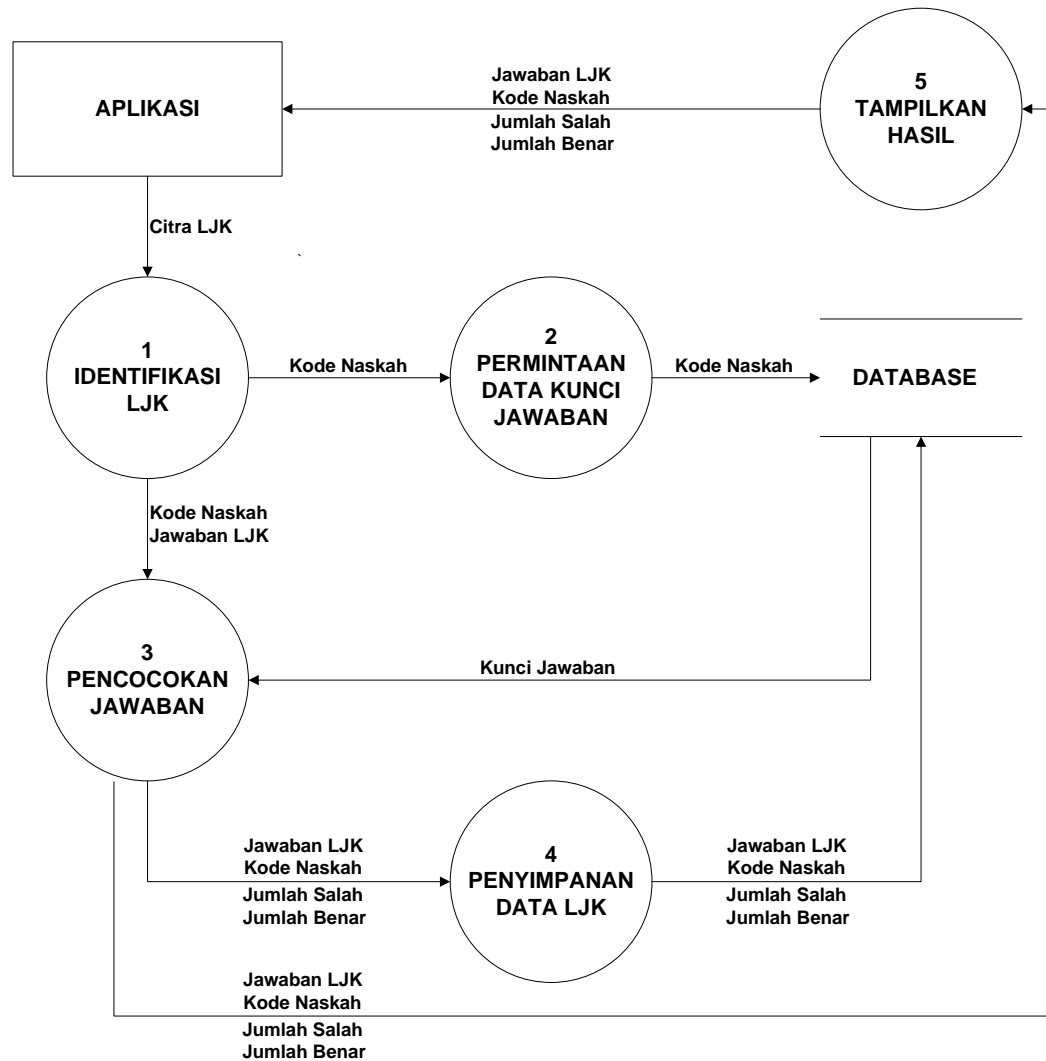 APLIKASI
Jawaban LJK
Kode Naskah
Jumlah Salah
Jumlah Benar
5
TAMPILKAN
HASIL
Citra LJK
1
IDENTIFIKASI
LJK
Kode Naskah
2
PERMINTAAN
DATA KUNCI
JAWABAN
Kode Naskah
DATABASE
Kode Naskah
Jawaban LJK
3
PENCOCOKAN
JAWABAN
Kunci Jawaban
Jawaban LJK
Kode Naskah
Jumlah Salah
Jumlah Benar
4
PENYIMPANAN
DATA LJK
Jawaban LJK
Kode Naskah
Jumlah Salah
Jumlah Benar
Jawaban LJK
Kode Naskah
Jumlah Salah
Jumlah Benar